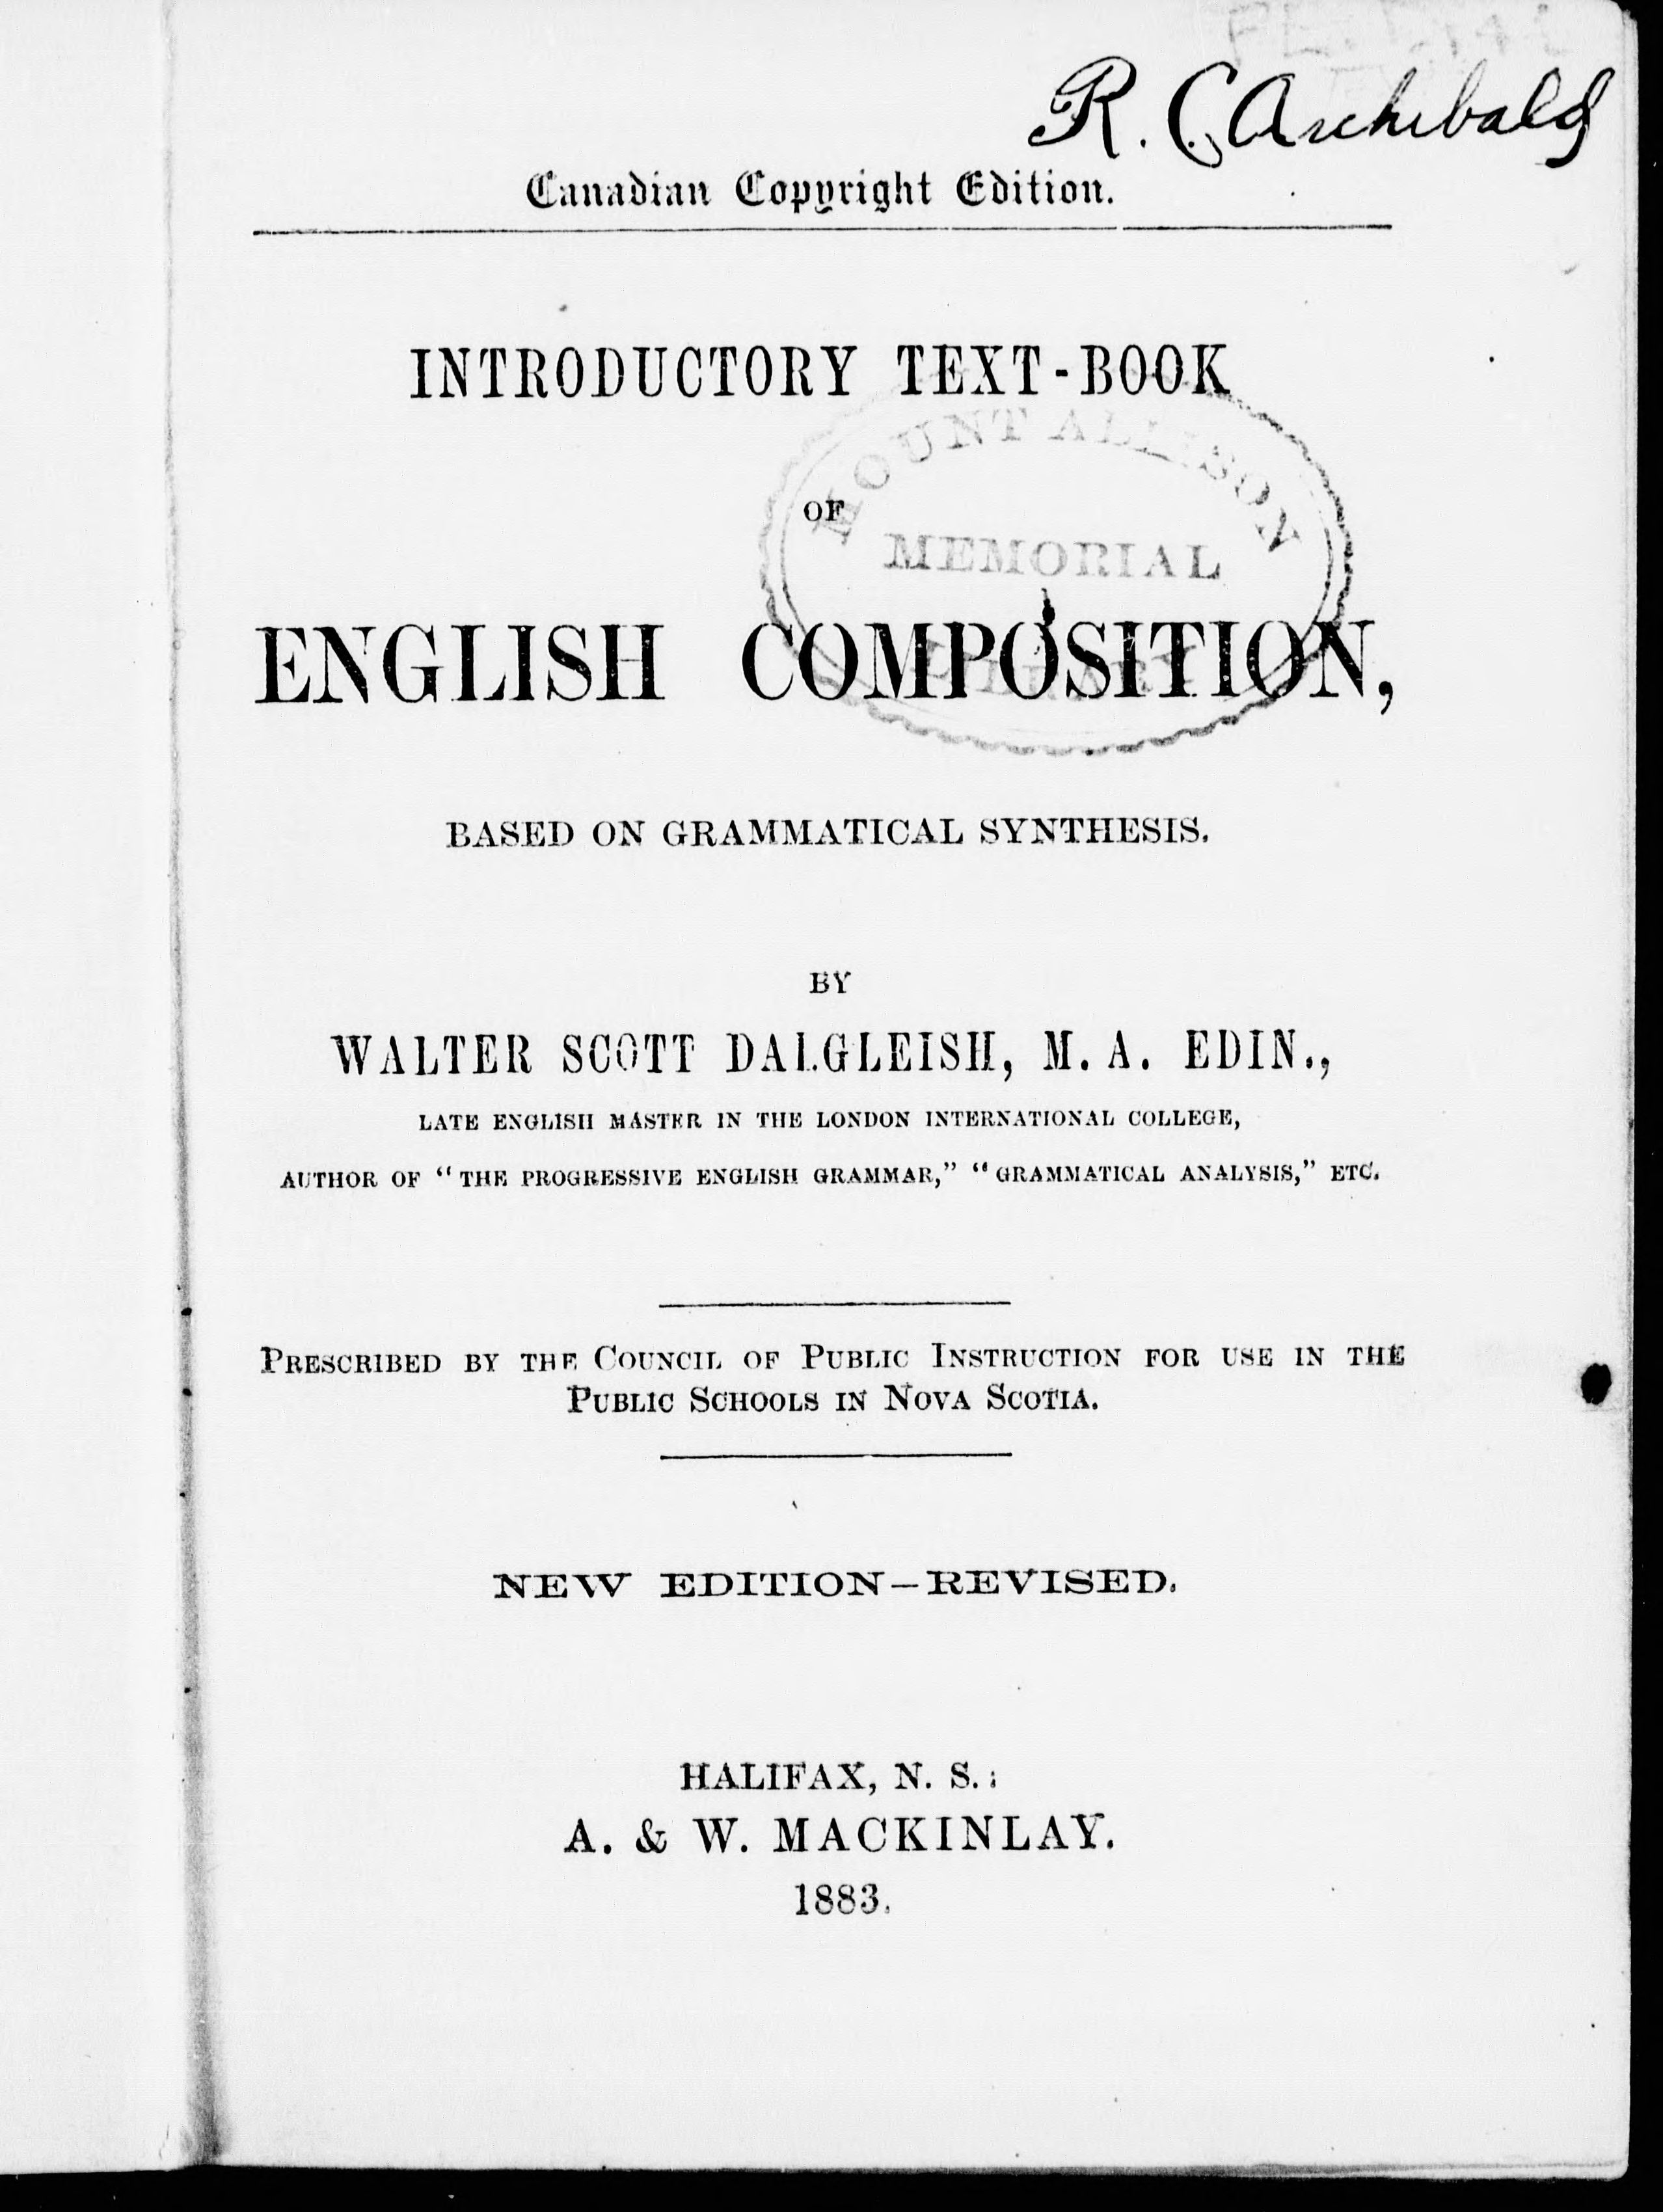 R. C. Archibald
Canadian Copyright Edition.
INTRODUCTORY TEXT-BOOK
MOUNT ALLISON
OF
MEMORIAL
ENGLISH COMPOSITION,
BASED ON GRAMMATICAL SYNTHESIS.
BY
WALTER SCOTT DALGLEISH, M. A. EDIN.,
LATE ENGLISH MASTER IN THE LONDON INTERNATIONAL COLLEGE,
AUTHOR OF "THE PROGRESSIVE ENGLISH GRAMMAR," "GRAMMATICAL ANALYSIS," ETC.
PRESCRIBED BY THE COUNCIL OF PUBLIC INSTRUCTION FOR USE IN THE
PUBLIC SCHOOLS IN NOVA SCOTIA.
NEW EDITION—REVISED.
HALIFAX, N. S.:
A. & W. MACKINLAY.
1883.